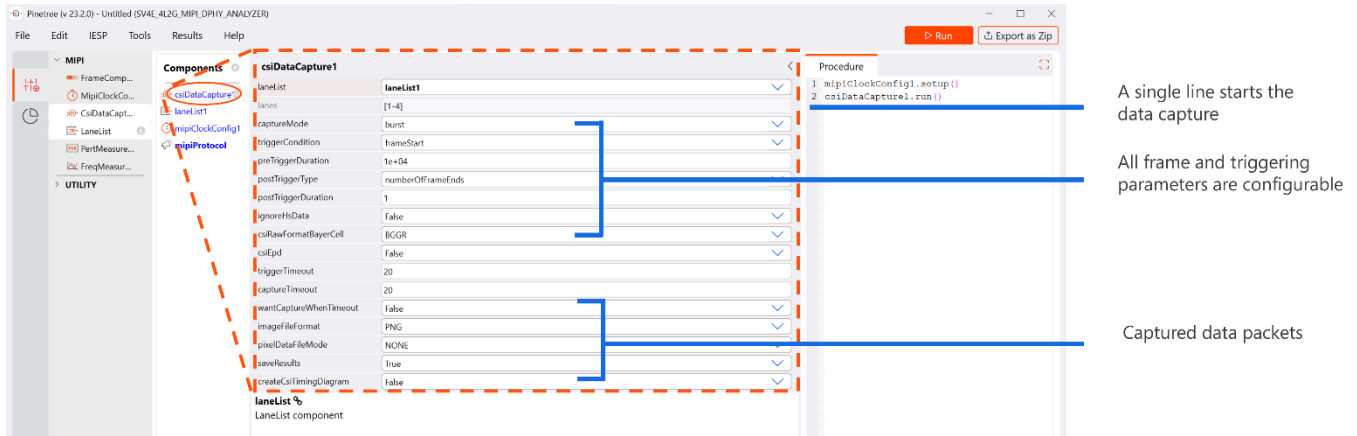 Pinetree (v 23.2.0) - Untitled (SV4E_4L2G_MIPI_DPHY_ANALYZER)
File Edit IESP Tools Results Help
Run
Export as Zip
MIPI
FrameComp...
MipiClockCo...
CsiDataCapt...
LaneList
PertMeasure...
FreqMeasur...
UTILITY
Components
csiDataCapture1
laneList1
mipiClockConfig1
mipiProtocol
csiDataCapture1
laneList laneList1
lanes [1-4]
captureMode burst
triggerCondition frameStart
preTriggerDuration 1e+04
postTriggerType numberOfFrameEnds
postTriggerDuration 1
ignoreHsData False
csiRawFormatBayerCell BGGR
csiEpd False
triggerTimeout 20
captureTimeout 20
wantCaptureWhenTimeout False
imageFileFormat PNG
pixelDataFileMode NONE
saveResults True
createCsiTimingDiagram False
laneList
LaneList component
Procedure
1 mipiClockConfig1.setup()
2 csiDataCapture1.run()
A single line starts the
data capture
All frame and triggering
parameters are configurable
Captured data packets